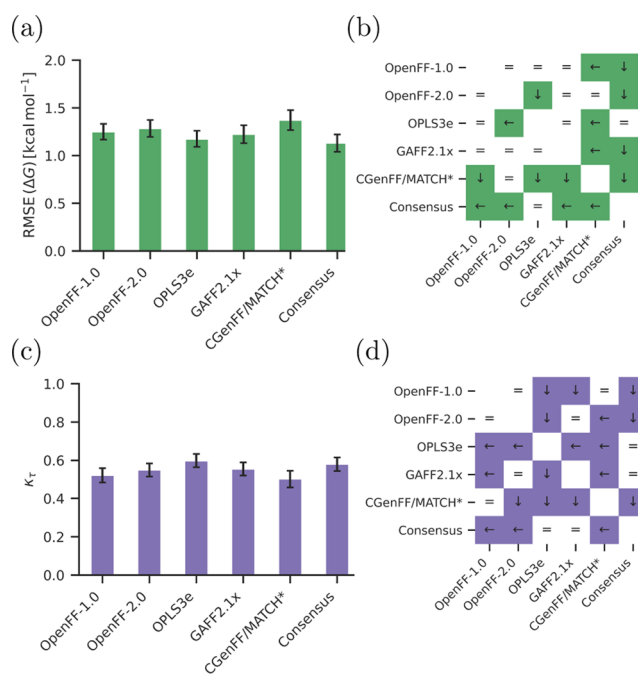 (a)
RMSE (ΔG) [kcal mol⁻¹]
2.0
1.5
1.0
0.5
0.0
OpenFF-1.0
OpenFF-2.0
OPLS3e
GAFF2.1x
CGenFF/MATCH*
Consensus
(b)
OpenFF-1.0 = = = ← ↓
OpenFF-2.0 = ↓ = = ↓
OPLS3e = ← = ← =
GAFF2.1x = = = ← ↓
CGenFF/MATCH* ↓ = ↓ ↓ ↓
Consensus ← ← = ← ←
OpenFF-1.0
OpenFF-2.0
OPLS3e
GAFF2.1x
CGenFF/MATCH*
Consensus
(c)
κτ
1.0
0.8
0.6
0.4
0.2
0.0
OpenFF-1.0
OpenFF-2.0
OPLS3e
GAFF2.1x
CGenFF/MATCH*
Consensus
(d)
OpenFF-1.0 = ↓ ↓ = ↓
OpenFF-2.0 = ↓ = ← ↓
OPLS3e ← ← ← ← =
GAFF2.1x ← = ↓ ← =
CGenFF/MATCH* = ↓ ↓ ↓ ↓
Consensus ← ← = = ←
OpenFF-1.0
OpenFF-2.0
OPLS3e
GAFF2.1x
CGenFF/MATCH*
Consensus